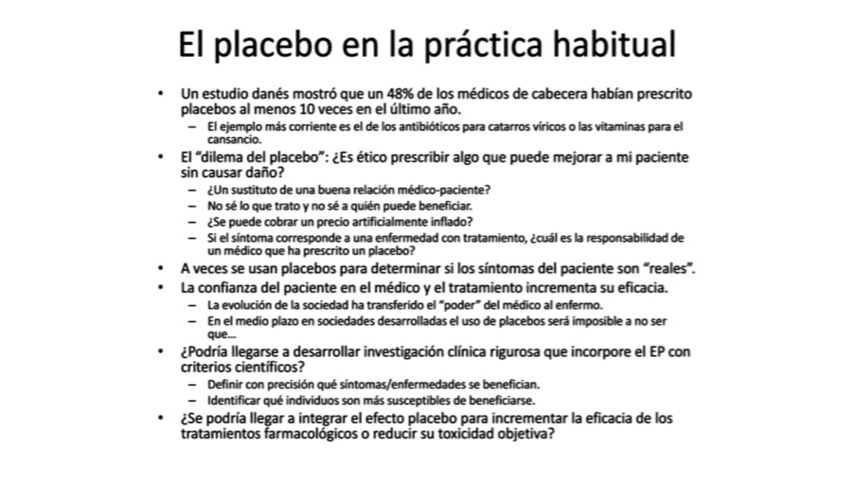 El placebo en la práctica habitual
• Un estudio danés mostró que un 48% de los médicos de cabecera habían prescrito
placebos al menos 10 veces en el último año.
– El ejemplo más corriente es el de los antibióticos para catarros víricos o las vitaminas para el
cansancio.
• El “dilema del placebo”: ¿Es ético prescribir algo que puede mejorar a mi paciente
sin causar daño?
– ¿Un sustituto de una buena relación médico-paciente?
– No sé lo que trato y no sé a quién puede beneficiar.
– ¿Se puede cobrar un precio artificialmente inflado?
– Si el síntoma corresponde a una enfermedad con tratamiento, ¿cuál es la responsabilidad de
un médico que ha prescrito un placebo?
• A veces se usan placebos para determinar si los síntomas del paciente son “reales”.
• La confianza del paciente en el médico y el tratamiento incrementa su eficacia.
– La evolución de la sociedad ha transferido el “poder” del médico al enfermo.
– En el medio plazo en sociedades desarrolladas el uso de placebos será imposible a no ser
que...
• ¿Podría llegarse a desarrollar investigación clínica rigurosa que incorpore el EP con
criterios científicos?
– Definir con precisión qué síntomas/enfermedades se benefician.
– Identificar qué individuos son más susceptibles de beneficiarse.
• ¿Se podría llegar a integrar el efecto placebo para incrementar la eficacia de los
tratamientos farmacológicos o reducir su toxicidad objetiva?